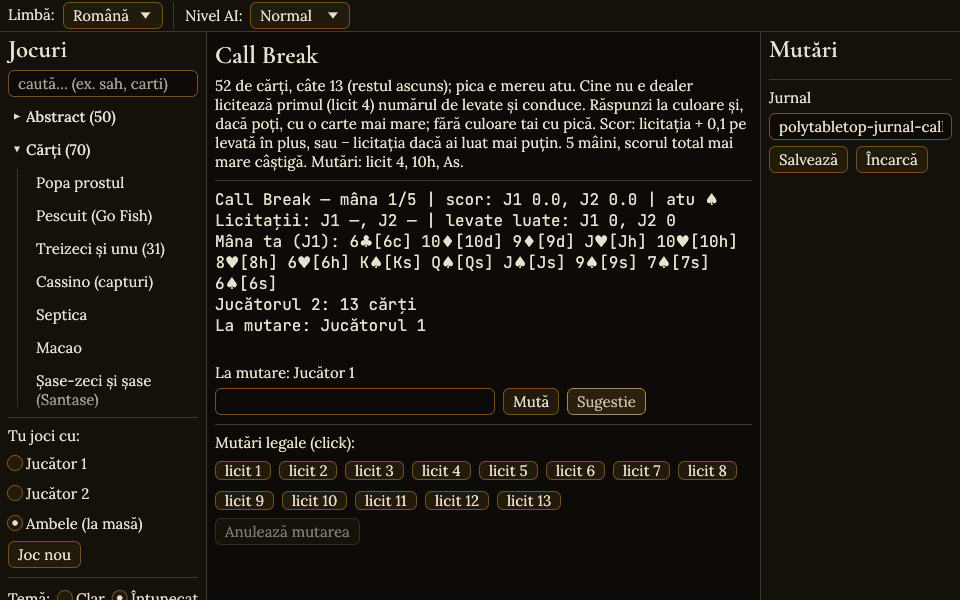 Limbă: Română ▼ Nivel AI: Normal ▼
Jocuri
caută... (ex. sah, carti)
▸ Abstract (50)
▾ Cărți (70)
Popa prostul
Pescuit (Go Fish)
Treizeci și unu (31)
Cassino (capturi)
Septica
Macao
Șase-zeci și șase
(Santase)
Tu joci cu:
Jucător 1
Jucător 2
Ambele (la masă)
Joc nou
Temă: Clar Întunecat
Call Break
52 de cărți, câte 13 (restul ascuns); pica e mereu atu. Cine nu e dealer
licitează primul (licit 4) numărul de levate și conduce. Răspunzi la culoare și,
dacă poți, cu o carte mai mare; fără culoare tai cu pică. Scor: licitația + 0,1 pe
levată în plus, sau − licitația dacă ai luat mai puțin. 5 mâini, scorul total mai
mare câștigă. Mutări: licit 4, 10h, As.
Call Break — mâna 1/5 | scor: J1 0.0, J2 0.0 | atu ♠
Licitații: J1 —, J2 — | levate luate: J1 0, J2 0
Mâna ta (J1): 6♣[6c] 10♦[10d] 9♦[9d] J♥[Jh] 10♥[10h]
8♥[8h] 6♥[6h] K♠[Ks] Q♠[Qs] J♠[Js] 9♠[9s] 7♠[7s]
6♠[6s]
Jucătorul 2: 13 cărți
La mutare: Jucătorul 1
La mutare: Jucător 1
Mută Sugestie
Mutări legale (click):
licit 1 licit 2 licit 3 licit 4 licit 5 licit 6 licit 7 licit 8
licit 9 licit 10 licit 11 licit 12 licit 13
Anulează mutarea
Mutări
Jurnal
polytabletop-jurnal-cal
Salvează Încarcă